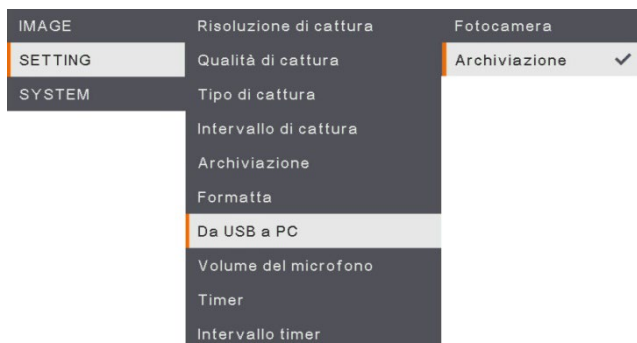 IMAGE
SETTING
SYSTEM
Risoluzione di cattura
Qualità di cattura
Tipo di cattura
Intervallo di cattura
Archiviazione
Formatta
Da USB a PC
Volume del microfono
Timer
Intervallo timer
Fotocamera
Archiviazione